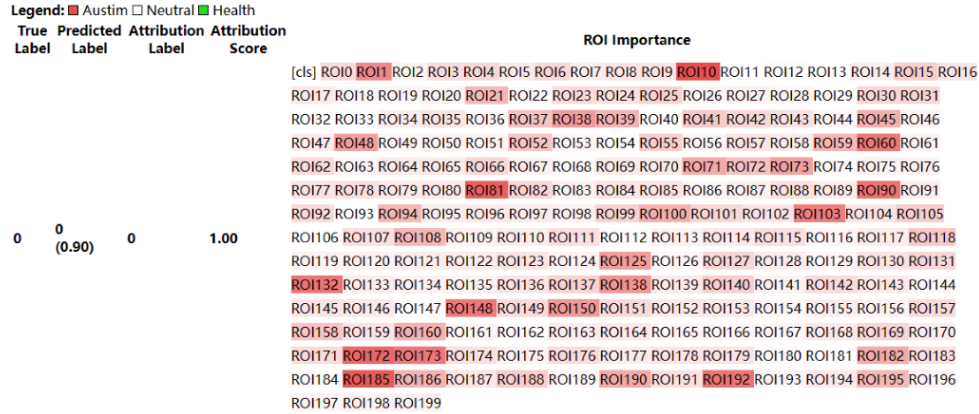 Legend: Austim Neutral Health
True Label Predicted Label Attribution Label Attribution Score ROI Importance
[cls] ROI0 ROI1 ROI2 ROI3 ROI4 ROI5 ROI6 ROI7 ROI8 ROI9 ROI10 ROI11 ROI12 ROI13 ROI14 ROI15 ROI16
ROI17 ROI18 ROI19 ROI20 ROI21 ROI22 ROI23 ROI24 ROI25 ROI26 ROI27 ROI28 ROI29 ROI30 ROI31
ROI32 ROI33 ROI34 ROI35 ROI36 ROI37 ROI38 ROI39 ROI40 ROI41 ROI42 ROI43 ROI44 ROI45 ROI46
ROI47 ROI48 ROI49 ROI50 ROI51 ROI52 ROI53 ROI54 ROI55 ROI56 ROI57 ROI58 ROI59 ROI60 ROI61
ROI62 ROI63 ROI64 ROI65 ROI66 ROI67 ROI68 ROI69 ROI70 ROI71 ROI72 ROI73 ROI74 ROI75 ROI76
ROI77 ROI78 ROI79 ROI80 ROI81 ROI82 ROI83 ROI84 ROI85 ROI86 ROI87 ROI88 ROI89 ROI90 ROI91
ROI92 ROI93 ROI94 ROI95 ROI96 ROI97 ROI98 ROI99 ROI100 ROI101 ROI102 ROI103 ROI104 ROI105
0 0 (0.90) 0 1.00
ROI106 ROI107 ROI108 ROI109 ROI110 ROI111 ROI112 ROI113 ROI114 ROI115 ROI116 ROI117 ROI118
ROI119 ROI120 ROI121 ROI122 ROI123 ROI124 ROI125 ROI126 ROI127 ROI128 ROI129 ROI130 ROI131
ROI132 ROI133 ROI134 ROI135 ROI136 ROI137 ROI138 ROI139 ROI140 ROI141 ROI142 ROI143 ROI144
ROI145 ROI146 ROI147 ROI148 ROI149 ROI150 ROI151 ROI152 ROI153 ROI154 ROI155 ROI156 ROI157
ROI158 ROI159 ROI160 ROI161 ROI162 ROI163 ROI164 ROI165 ROI166 ROI167 ROI168 ROI169 ROI170
ROI171 ROI172 ROI173 ROI174 ROI175 ROI176 ROI177 ROI178 ROI179 ROI180 ROI181 ROI182 ROI183
ROI184 ROI185 ROI186 ROI187 ROI188 ROI189 ROI190 ROI191 ROI192 ROI193 ROI194 ROI195 ROI196
ROI197 ROI198 ROI199